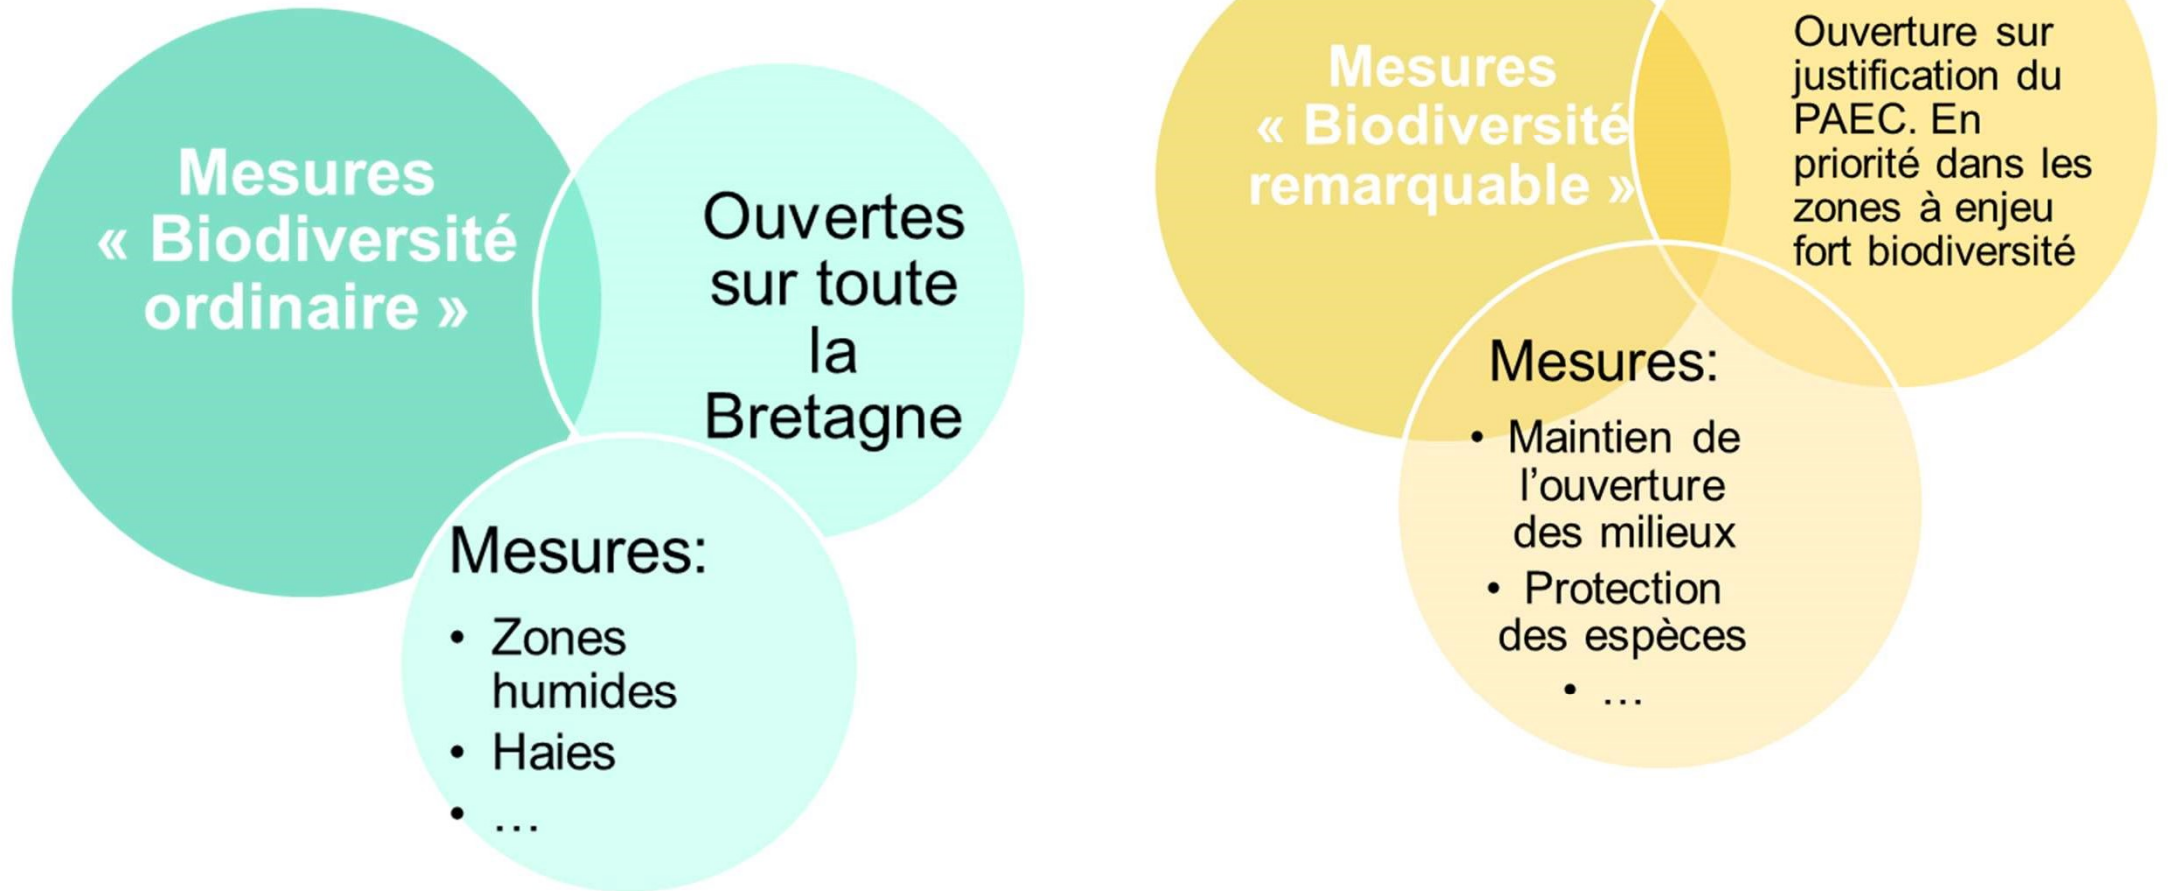 Mesures
« Biodiversité
ordinaire »
Ouvertes
sur toute
la
Bretagne
Mesures:
• Zones
humides
• Haies
• …
Mesures
« Biodiversité
remarquable »
Ouverture sur
justification du
PAEC. En
priorité dans les
zones à enjeu
fort biodiversité
Mesures:
• Maintien de
l’ouverture
des milieux
• Protection
des espèces
• …